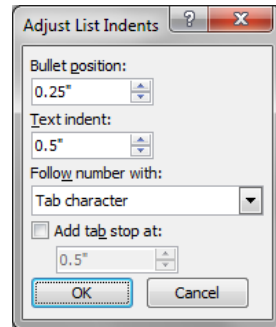 Adjust List Indents
Bullet position:
0.25"
Text indent:
0.5"
Follow number with:
Tab character
Add tab stop at:
0.5"
OK Cancel